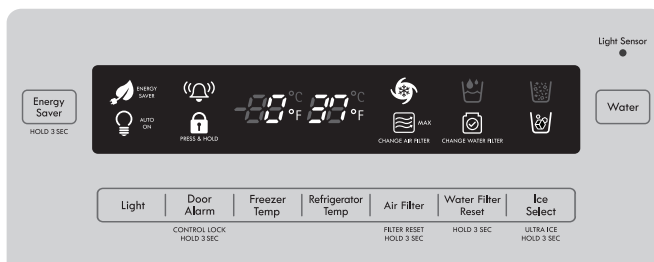 Light Sensor
ENERGY
SAVER
°C
°C
Energy
Saver
HOLD 3 SEC
AUTO
ON
PRESS & HOLD
0 °F
37 °F
MAX
CHANGE AIR FILTER
CHANGE WATER FILTER
Water
Light
Door
Alarm
Freezer
Temp
Refrigerator
Temp
Air Filter
Water Filter
Reset
Ice
Select
CONTROL LOCK
HOLD 3 SEC
FILTER RESET
HOLD 3 SEC
HOLD 3 SEC
ULTRA ICE
HOLD 3 SEC